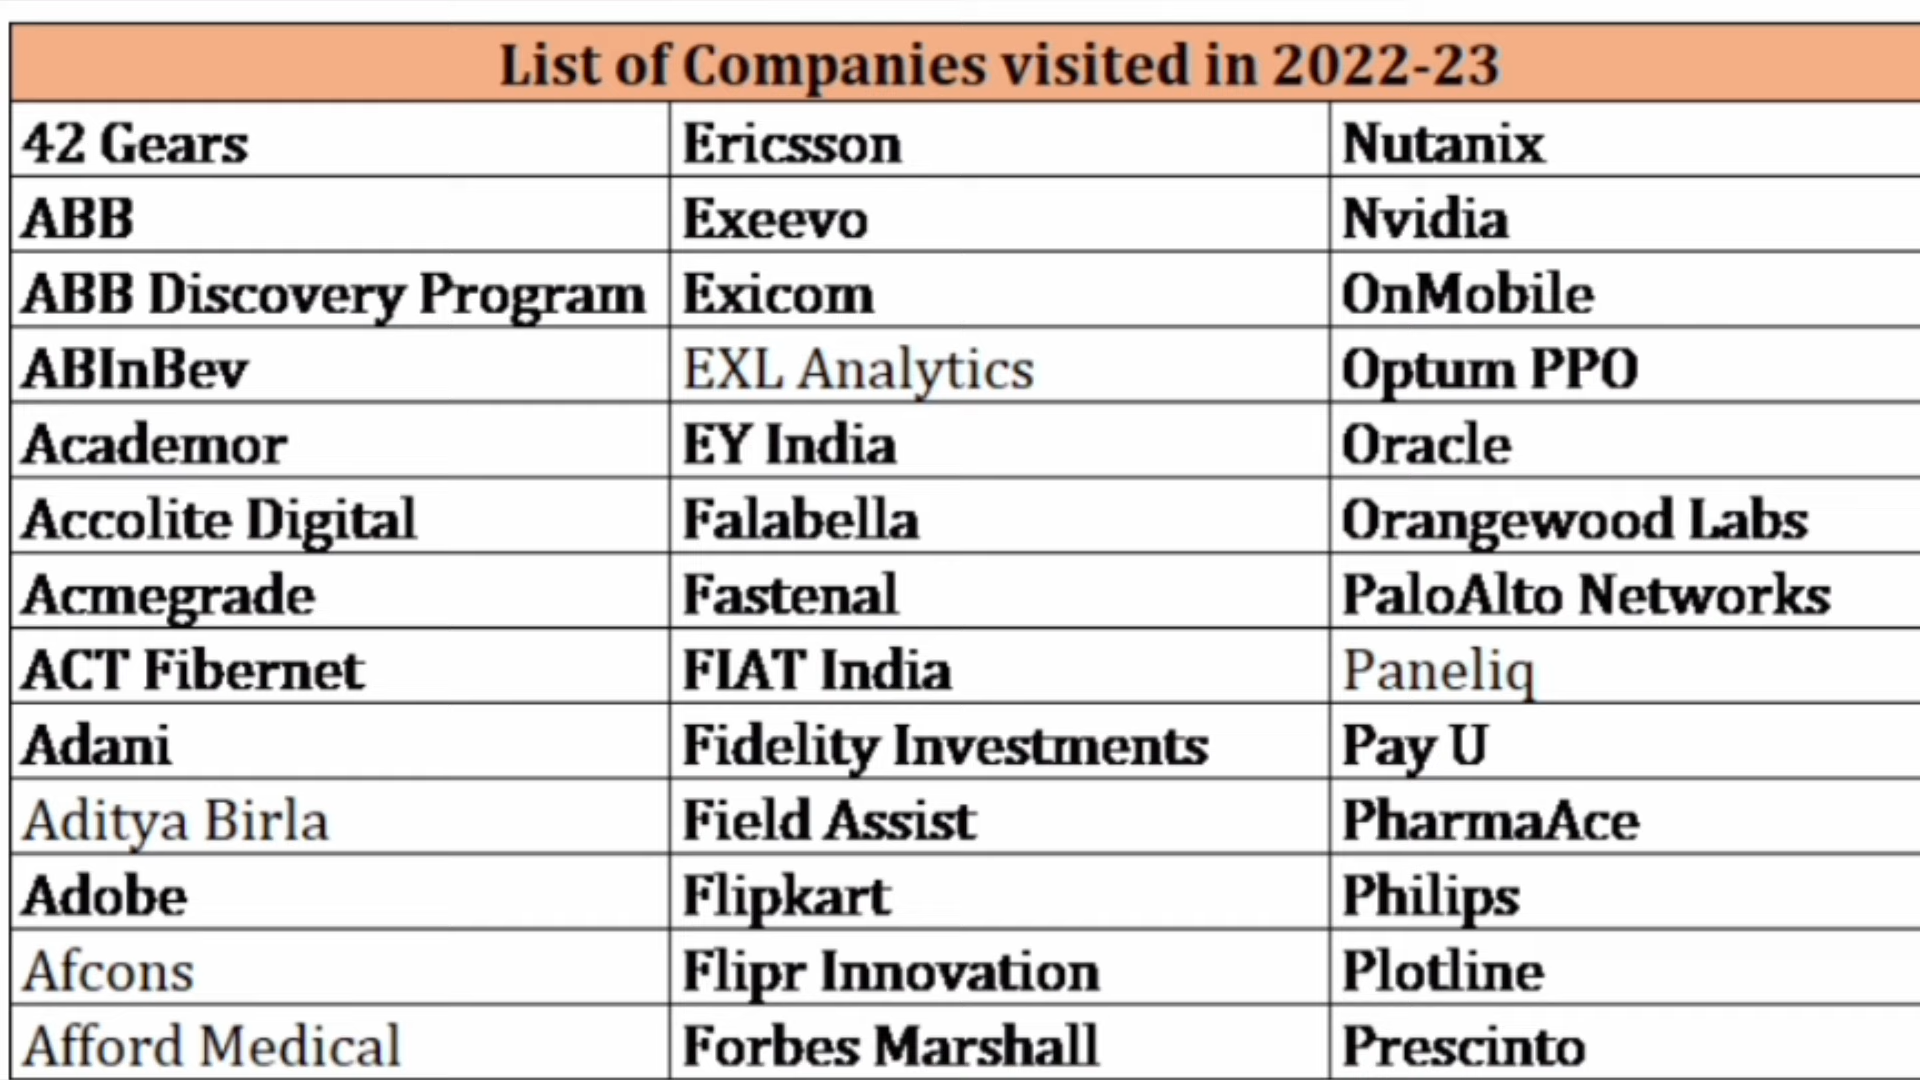 List of Companies visited in 2022-23
42 Gears Ericsson Nutanix
ABB Exeevo Nvidia
ABB Discovery Program Exicom OnMobile
ABInBev EXL Analytics Optum PPO
Academor EY India Oracle
Accolite Digital Falabella Orangewood Labs
Acmegrade Fastenal PaloAlto Networks
ACT Fibernet FIAT India Paneliq
Adani Fidelity Investments Pay U
Aditya Birla Field Assist PharmaAce
Adobe Flipkart Philips
Afcons Flipr Innovation Plotline
Afford Medical Forbes Marshall Prescinto